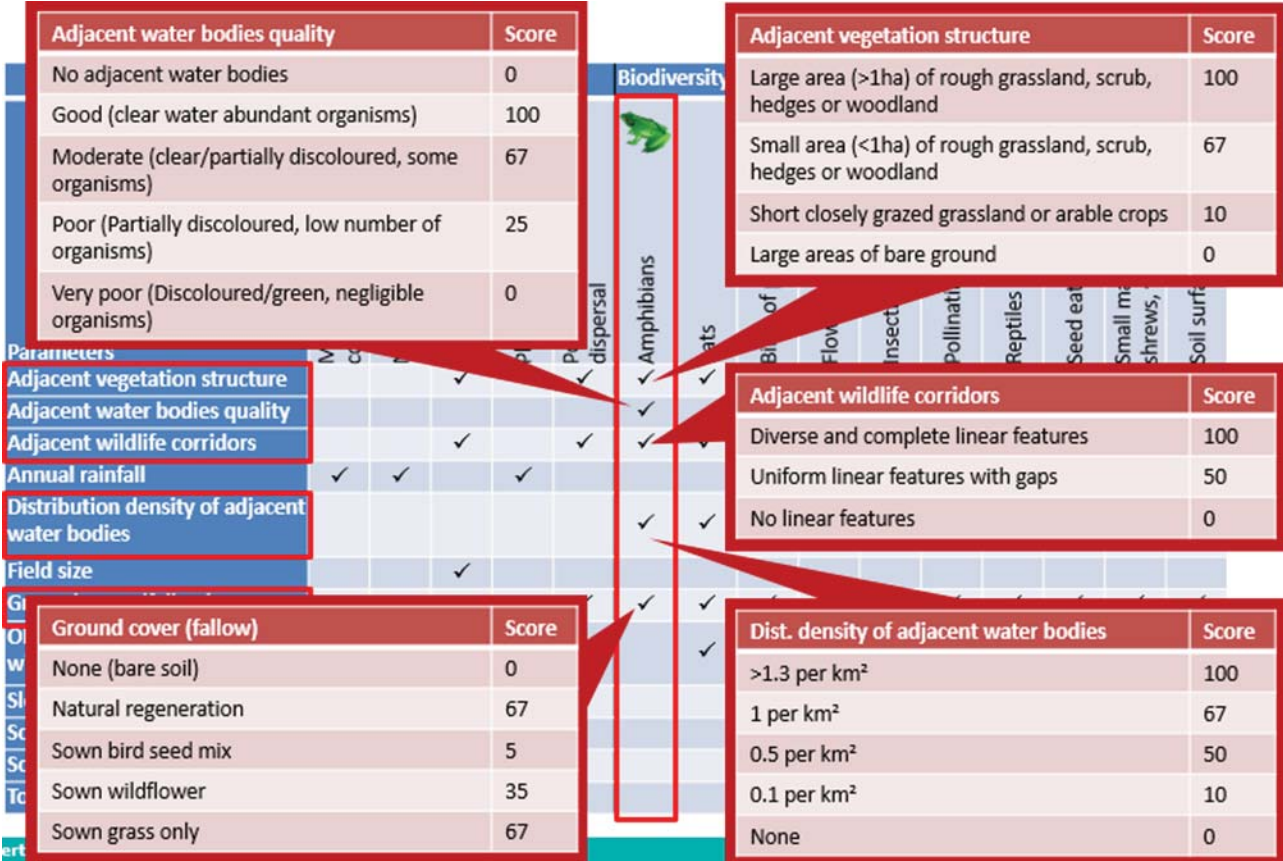 Adjacent water bodies quality Score
No adjacent water bodies 0
Good (clear water abundant organisms) 100
Moderate (clear/partially discoloured, some 67
organisms)
Poor (Partially discoloured, low number of 25
organisms)
Very poor (Discoloured/green, negligible 0
organisms)
Adjacent vegetation structure Score
Large area (>1ha) of rough grassland, scrub, 100
hedges or woodland
Small area (<1ha) of rough grassland, scrub, 67
hedges or woodland
Short closely grazed grassland or arable crops 10
Large areas of bare ground 0
Biodiversity
dispersal
Amphibians
of
Reptiles
Parameters
Adjacent vegetation structure ✓ ✓ ✓ ✓
Adjacent water bodies quality ✓
Adjacent wildlife corridors ✓ ✓ ✓ ✓
Annual rainfall ✓ ✓ ✓
Distribution density of adjacent
water bodies ✓ ✓
Field size ✓
Adjacent wildlife corridors Score
Diverse and complete linear features 100
Uniform linear features with gaps 50
No linear features 0
Ground cover (fallow) Score
None (bare soil) 0
Natural regeneration 67
Sown bird seed mix 5
Sown wildflower 35
Sown grass only 67
Dist. density of adjacent water bodies Score
>1.3 per km² 100
1 per km² 67
0.5 per km² 50
0.1 per km² 10
None 0